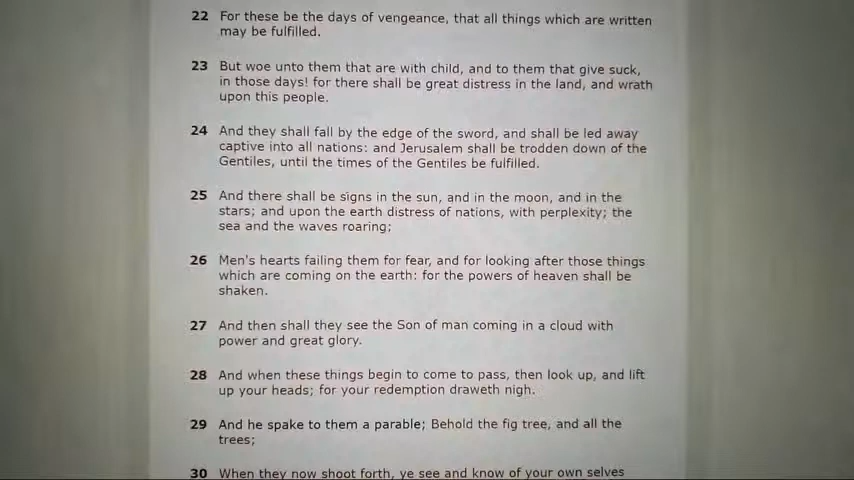 22 For these be the days of vengeance, that all things which are written
may be fulfilled.
23 But woe unto them that are with child, and to them that give suck,
in those days! for there shall be great distress in the land, and wrath
upon this people.
24 And they shall fall by the edge of the sword, and shall be led away
captive into all nations: and Jerusalem shall be trodden down of the
Gentiles, until the times of the Gentiles be fulfilled.
25 And there shall be signs in the sun, and in the moon, and in the
stars; and upon the earth distress of nations, with perplexity; the
sea and the waves roaring;
26 Men's hearts failing them for fear, and for looking after those things
which are coming on the earth: for the powers of heaven shall be
shaken.
27 And then shall they see the Son of man coming in a cloud with
power and great glory.
28 And when these things begin to come to pass, then look up, and lift
up your heads; for your redemption draweth nigh.
29 And he spake to them a parable; Behold the fig tree, and all the
trees;
30 When they now shoot forth, ye see and know of your own selves